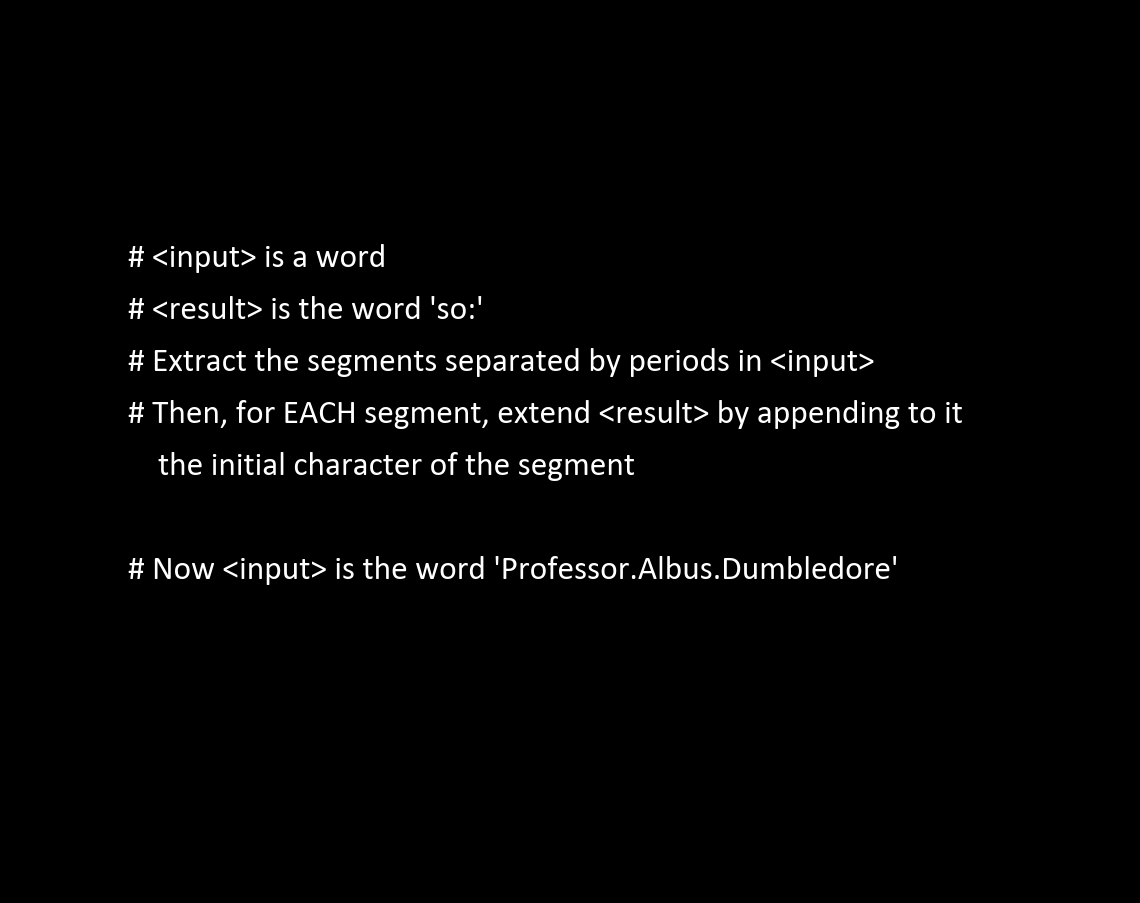 # <input> is a word
# <result> is the word 'so:'
# Extract the segments separated by periods in <input>
# Then, for EACH segment, extend <result> by appending to it
the initial character of the segment
# Now <input> is the word 'Professor.Albus.Dumbledore'